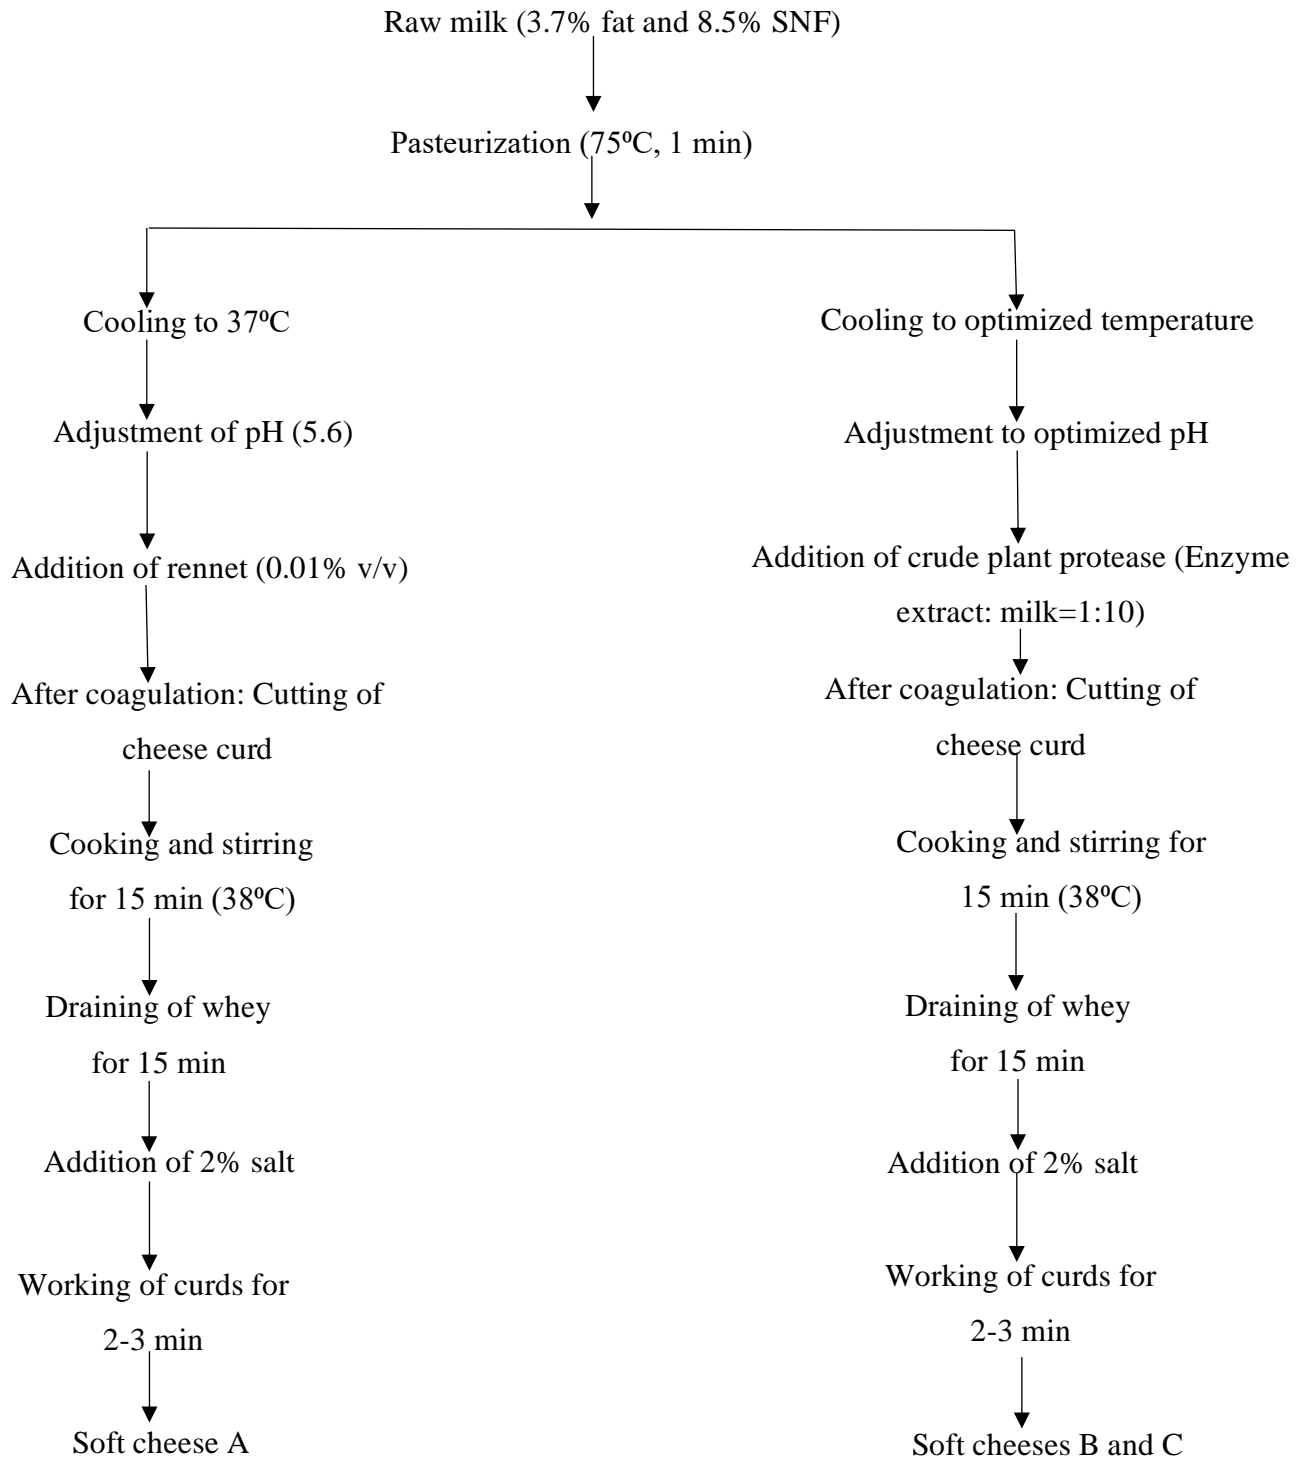 Raw milk (3.7% fat and 8.5% SNF)
Pasteurization (75⁰C, 1 min)
Cooling to 37⁰C
Adjustment of pH (5.6)
Addition of rennet (0.01% v/v)
After coagulation: Cutting of
cheese curd
Cooking and stirring
for 15 min (38⁰C)
Draining of whey
for 15 min
Addition of 2% salt
Working of curds for
2-3 min
Soft cheese A
Cooling to optimized temperature
Adjustment to optimized pH
Addition of crude plant protease (Enzyme
extract: milk=1:10)
After coagulation: Cutting of
cheese curd
Cooking and stirring for
15 min (38⁰C)
Draining of whey
for 15 min
Addition of 2% salt
Working of curds for
2-3 min
Soft cheeses B and C